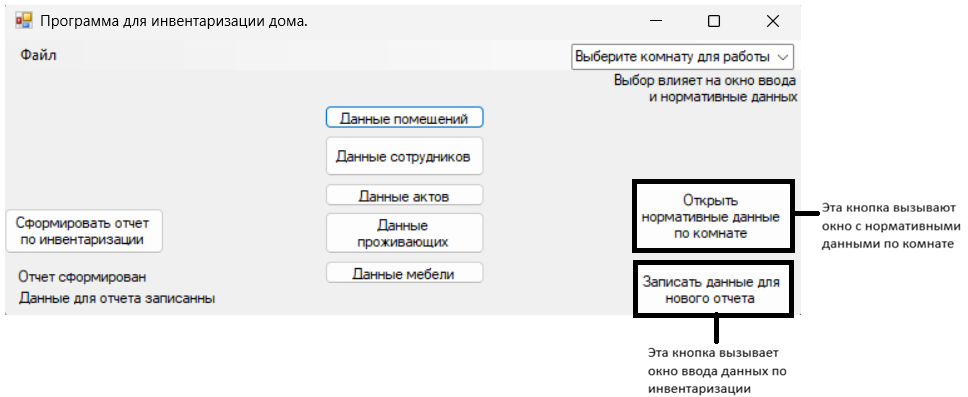 Программа для инвентаризации дома.
Файл
Выберите комнату для работы
Выбор влияет на окно ввода
и нормативные данных
Данные помещений
Данные сотрудников
Данные актов
Данные
проживающих
Данные мебели
Сформировать отчет
по инвентаризации
Отчет сформирован
Данные для отчета записанны
Открыть
нормативные данные
по комнате
Эта кнопка вызывают
окно с нормативными
данными по комнате
Записать данные для
нового отчета
Эта кнопка вызывает
окно ввода данных по
инвентаризации